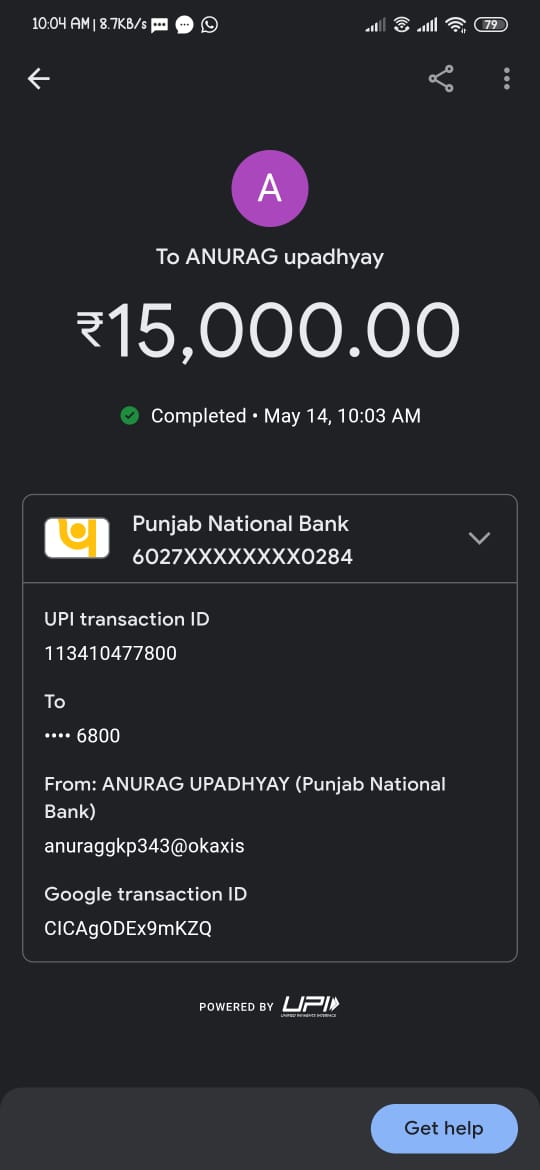 10:04 AM | 8.7KB/s
79
A
To ANURAG upadhyay
₹15,000.00
Completed • May 14, 10:03 AM
Punjab National Bank
6027XXXXXXXX0284
UPI transaction ID
113410477800
To
•••• 6800
From: ANURAG UPADHYAY (Punjab National
Bank)
anuraggkp343@okaxis
Google transaction ID
CICAgODEx9mKZQ
POWERED BY UPI
UNIFIED PAYMENTS INTERFACE
Get help